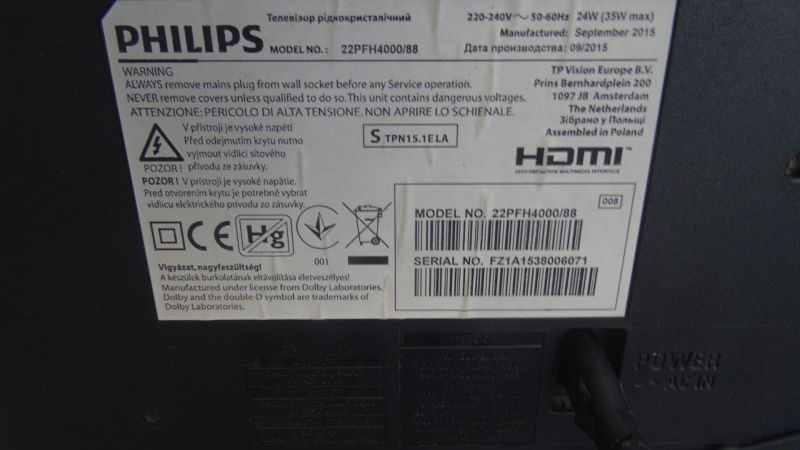 PHILIPS
Телевізор рідкокристалічний
MODEL NO.: 22PFH4000/88
220-240V～ 50-60Hz 24W (35W max)
Manufactured: September 2015
Дата производства: 09/2015
WARNING
ALWAYS remove mains plug from wall socket before any Service operation.
NEVER remove covers unless qualified to do so. This unit contains dangerous voltages.
ATTENZIONE: PERICOLO DI ALTA TENSIONE. NON APRIRE LO SCHIENALE.
TP Vision Europe B.V.
Prins Bernhardplein 200
1097 JB Amsterdam
The Netherlands
Зібрано у Польщі
Assembled in Poland
V přístroji je vysoké napětí
Před odejmutím krytu nutno
vyjmout vidlici síťového
POZOR! přívodu ze zásuvky.
S TPN15.1ELA
HDMI™
HIGH-DEFINITION MULTIMEDIA INTERFACE
POZOR! V pristroji je vysoké napätie.
Pred otvorením krytu je potrebné vybrat
vidlicu elektrického prívodu zo zásuvky.
CE
Hg
001
008
MODEL NO. 22PFH4000/88
SERIAL NO. FZ1A1538006071
Vigyázat, nagyfeszültség!
A készülék burkolatának eltávolítása életveszélyes!
Manufactured under license from Dolby Laboratories.
Dolby and the double-D symbol are trademarks of
Dolby Laboratories.
POWER
~ AC IN